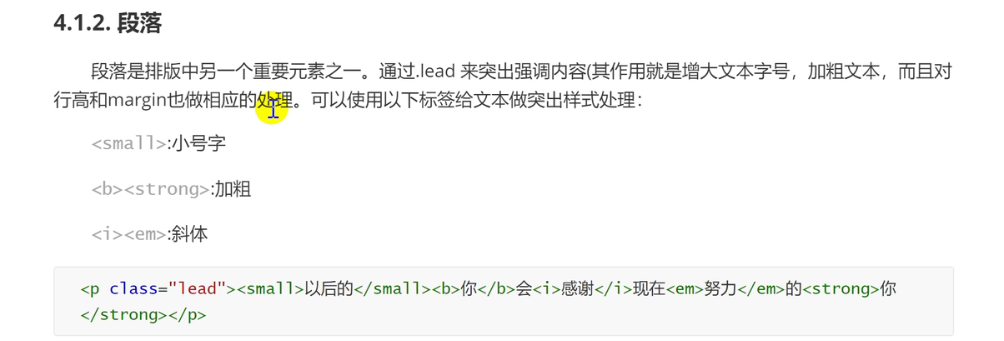 4.1.2. 段落
段落是排版中另一个重要元素之一。通过.lead 来突出强调内容(其作用就是增大文本字号，加粗文本，而且对
行高和margin也做相应的处理。可以使用以下标签给文本做突出样式处理：
<small>:小号字
<b><strong>:加粗
<i><em>:斜体
<p class="lead"><small>以后的</small><b>你</b>会<i>感谢</i>现在<em>努力</em>的<strong>你
</strong></p>